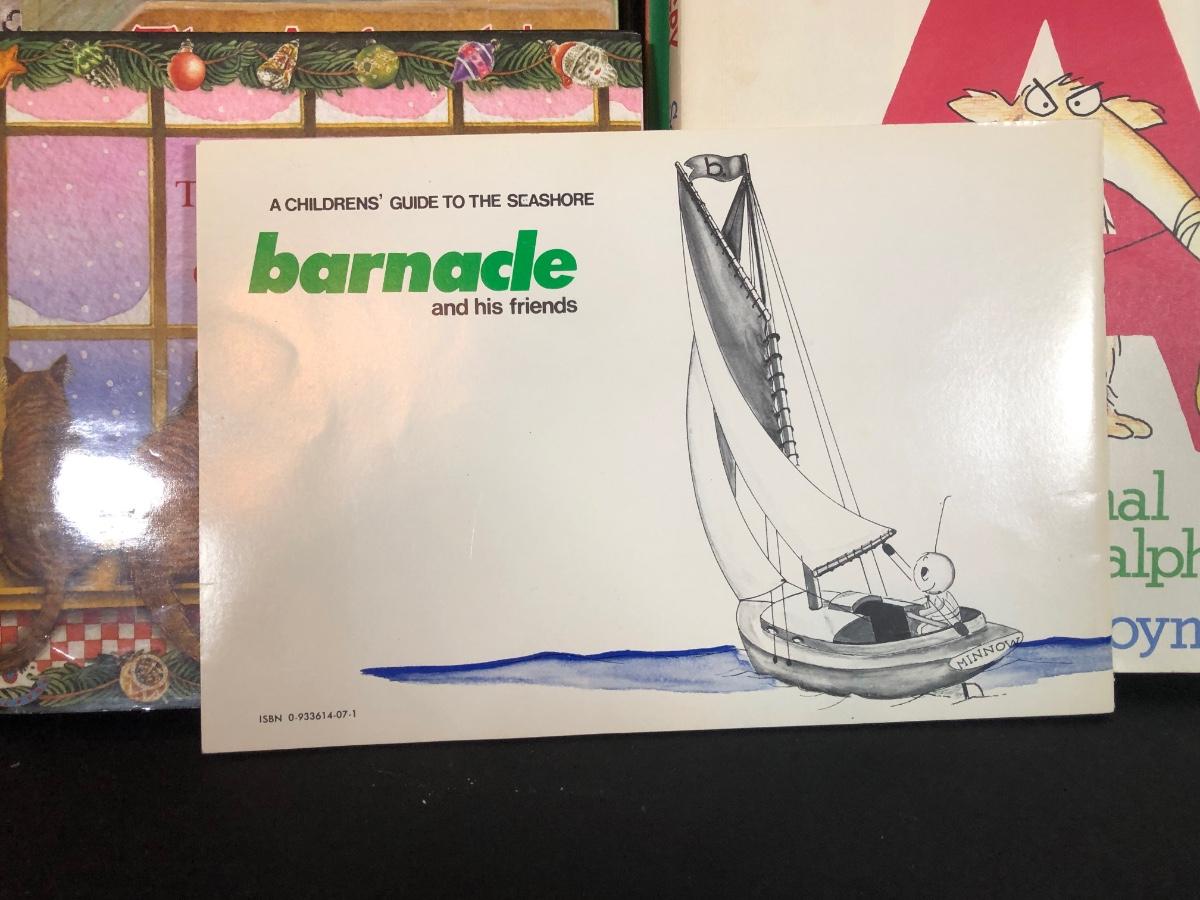 A CHILDRENS' GUIDE TO THE SEASHORE
barnacle
and his friends
b
MINNOW
ISBN 0-933614-07-1
T
A
nal
alph
oyn